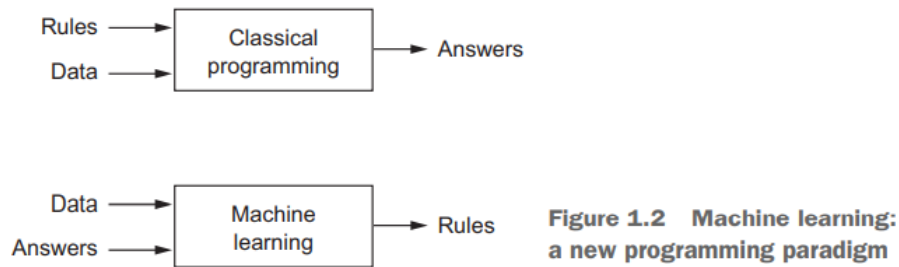 Rules
Data
Classical
programming
Answers
Data
Answers
Machine
learning
Rules
Figure 1.2 Machine learning:
a new programming paradigm